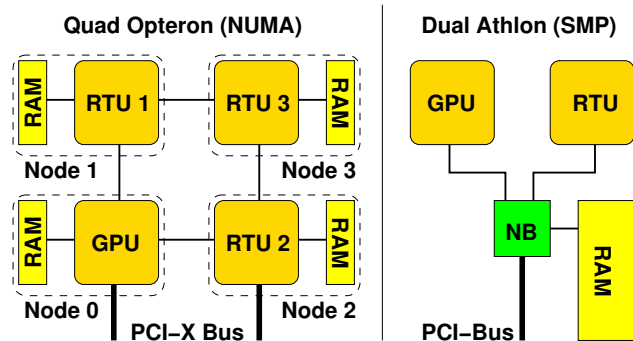 Quad Opteron (NUMA)
RAM
RTU 1
RTU 3
RAM
Node 1
Node 3
RAM
GPU
RTU 2
RAM
Node 0
PCI–X Bus
Node 2
Dual Athlon (SMP)
GPU
RTU
NB
RAM
PCI–Bus